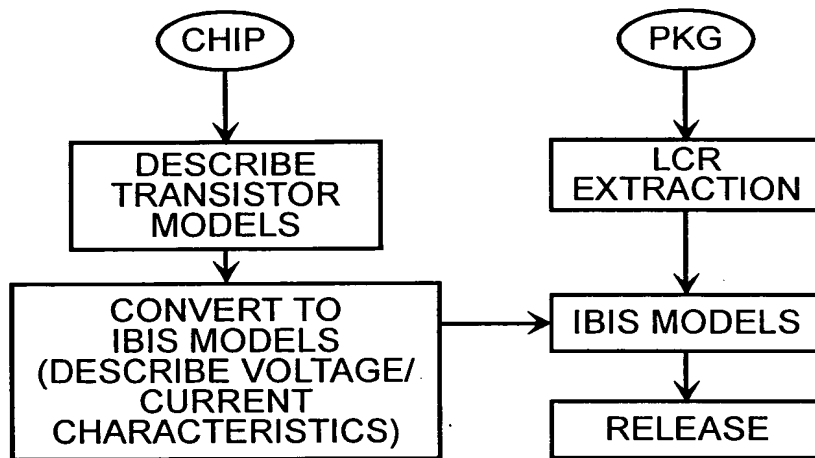 CHIP
DESCRIBE
TRANSISTOR
MODELS
CONVERT TO
IBIS MODELS
(DESCRIBE VOLTAGE/
CURRENT
CHARACTERISTICS)
PKG
LCR
EXTRACTION
IBIS MODELS
RELEASE